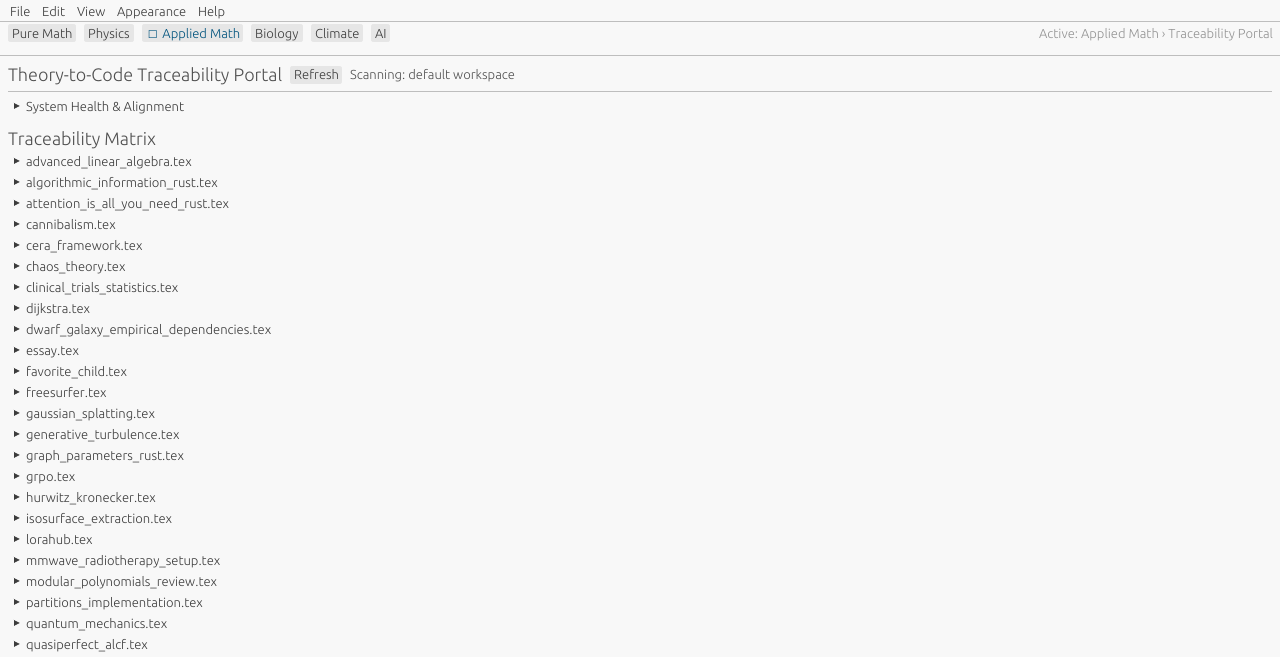 File Edit View Appearance Help
Pure Math Physics Applied Math Biology Climate AI Active: Applied Math › Traceability Portal
Theory-to-Code Traceability Portal Refresh Scanning: default workspace
System Health & Alignment
Traceability Matrix
advanced_linear_algebra.tex
algorithmic_information_rust.tex
attention_is_all_you_need_rust.tex
cannibalism.tex
cera_framework.tex
chaos_theory.tex
clinical_trials_statistics.tex
dijkstra.tex
dwarf_galaxy_empirical_dependencies.tex
essay.tex
favorite_child.tex
freesurfer.tex
gaussian_splatting.tex
generative_turbulence.tex
graph_parameters_rust.tex
grpo.tex
hurwitz_kronecker.tex
isosurface_extraction.tex
lorahub.tex
mmwave_radiotherapy_setup.tex
modular_polynomials_review.tex
partitions_implementation.tex
quantum_mechanics.tex
quasiperfect_alcf.tex